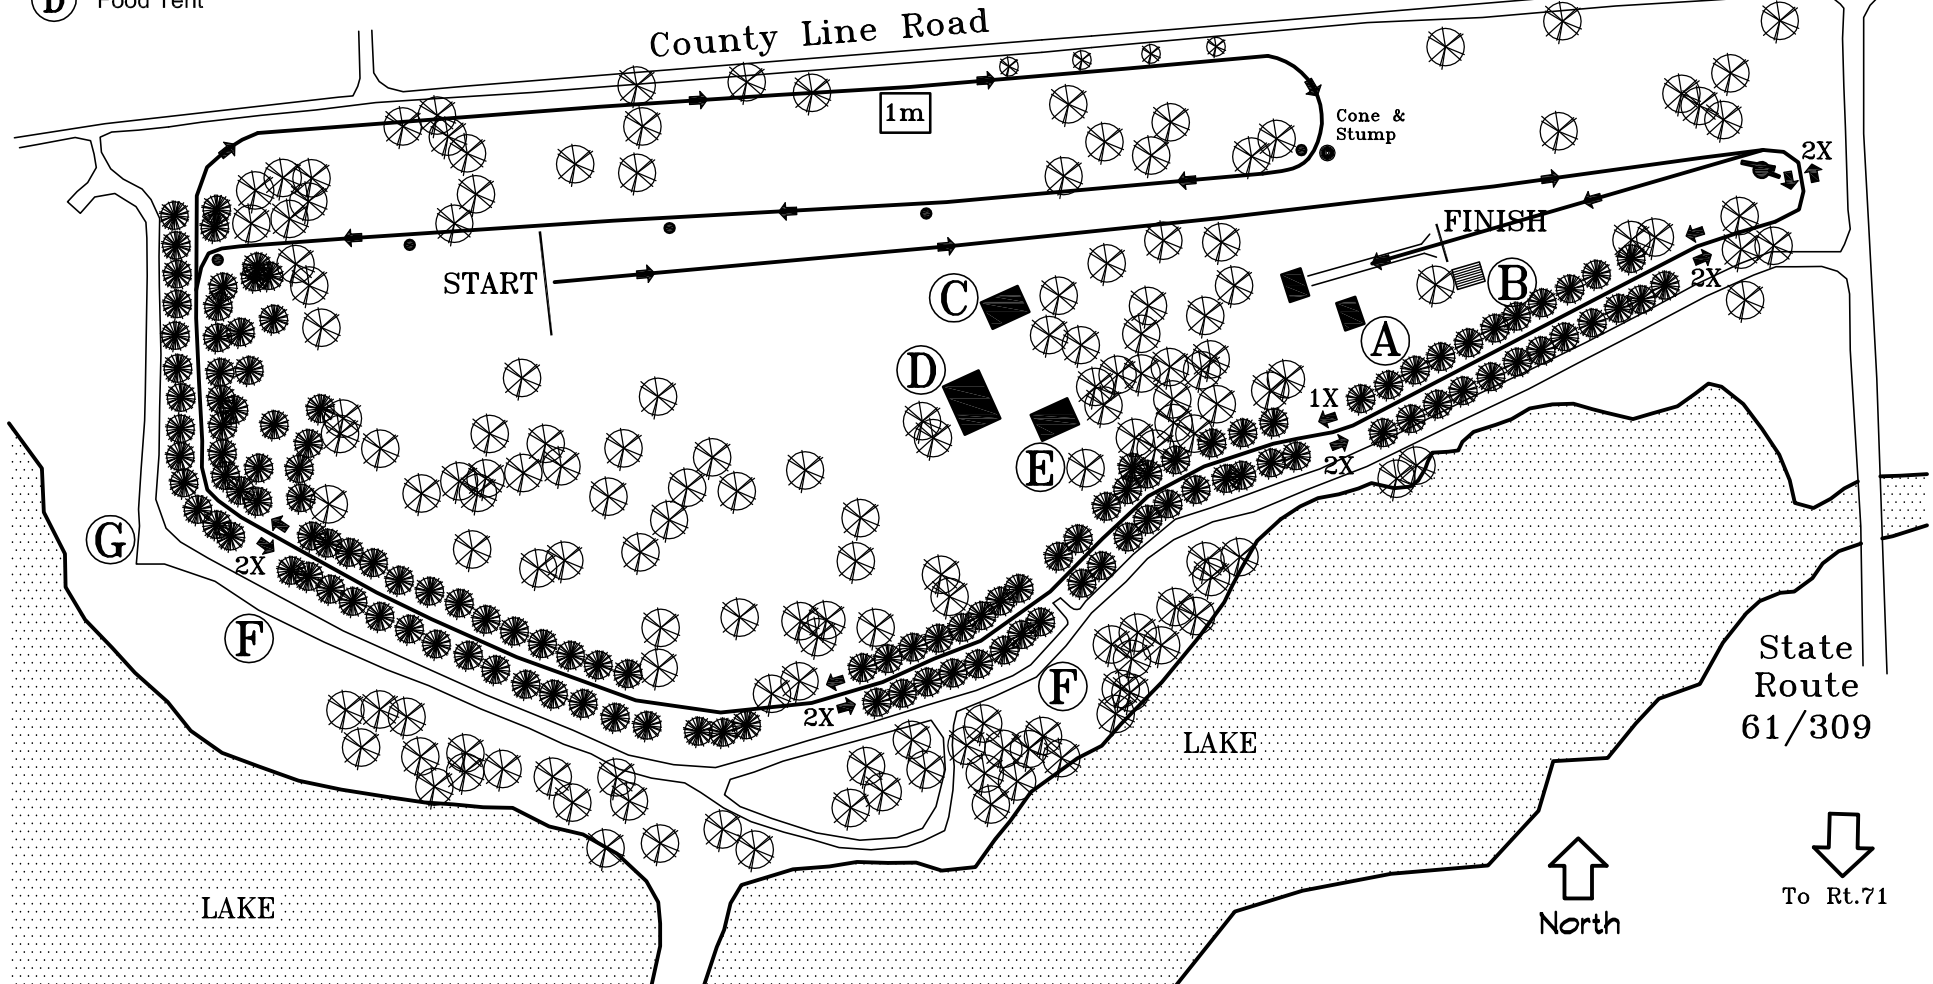 D Food Tent
County Line Road
1m
Cone &
Stump
2X
FINISH
START
C
B
2X
A
D
1X
2X
E
G
2X
F
F
2X
State
Route
61/309
LAKE
LAKE
To Rt.71
North